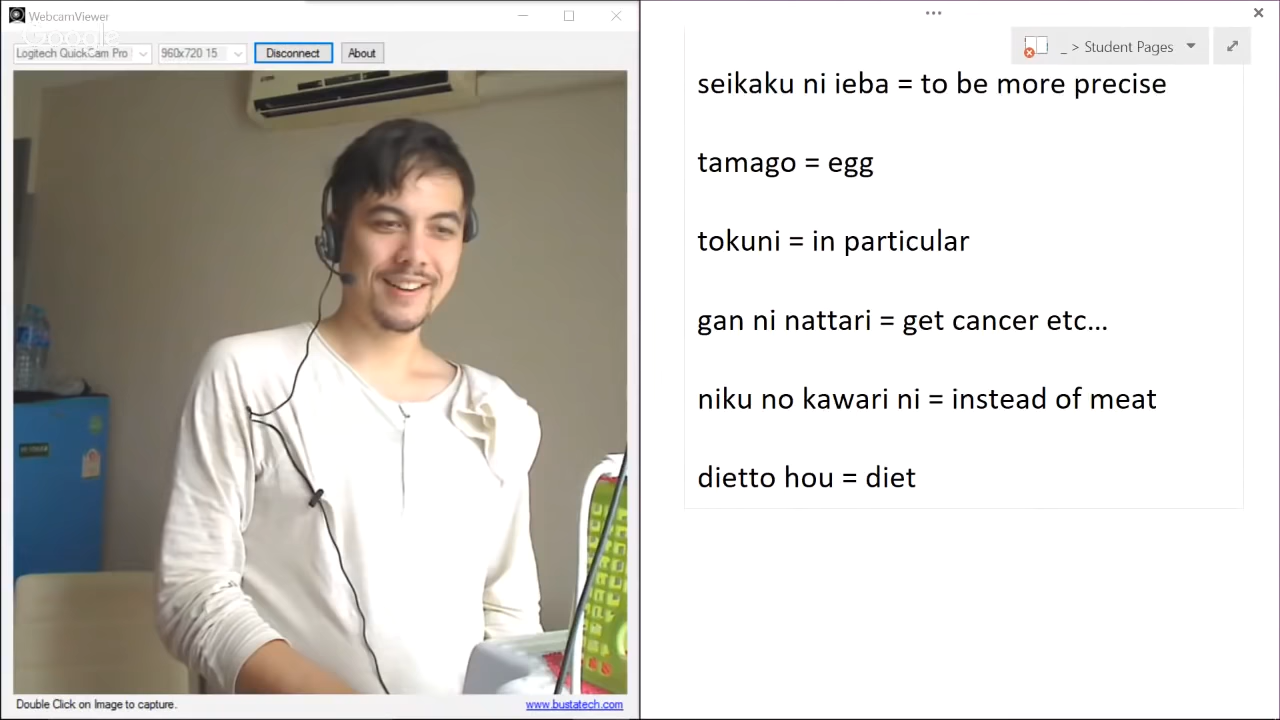 WebcamViewer
Google
Logitech QuickCam Pro
960x720 15
Disconnect
About
Double Click on Image to capture.
www.bustatech.com
_ > Student Pages
seikaku ni ieba = to be more precise
tamago = egg
tokuni = in particular
gan ni nattari = get cancer etc...
niku no kawari ni = instead of meat
dietto hou = diet